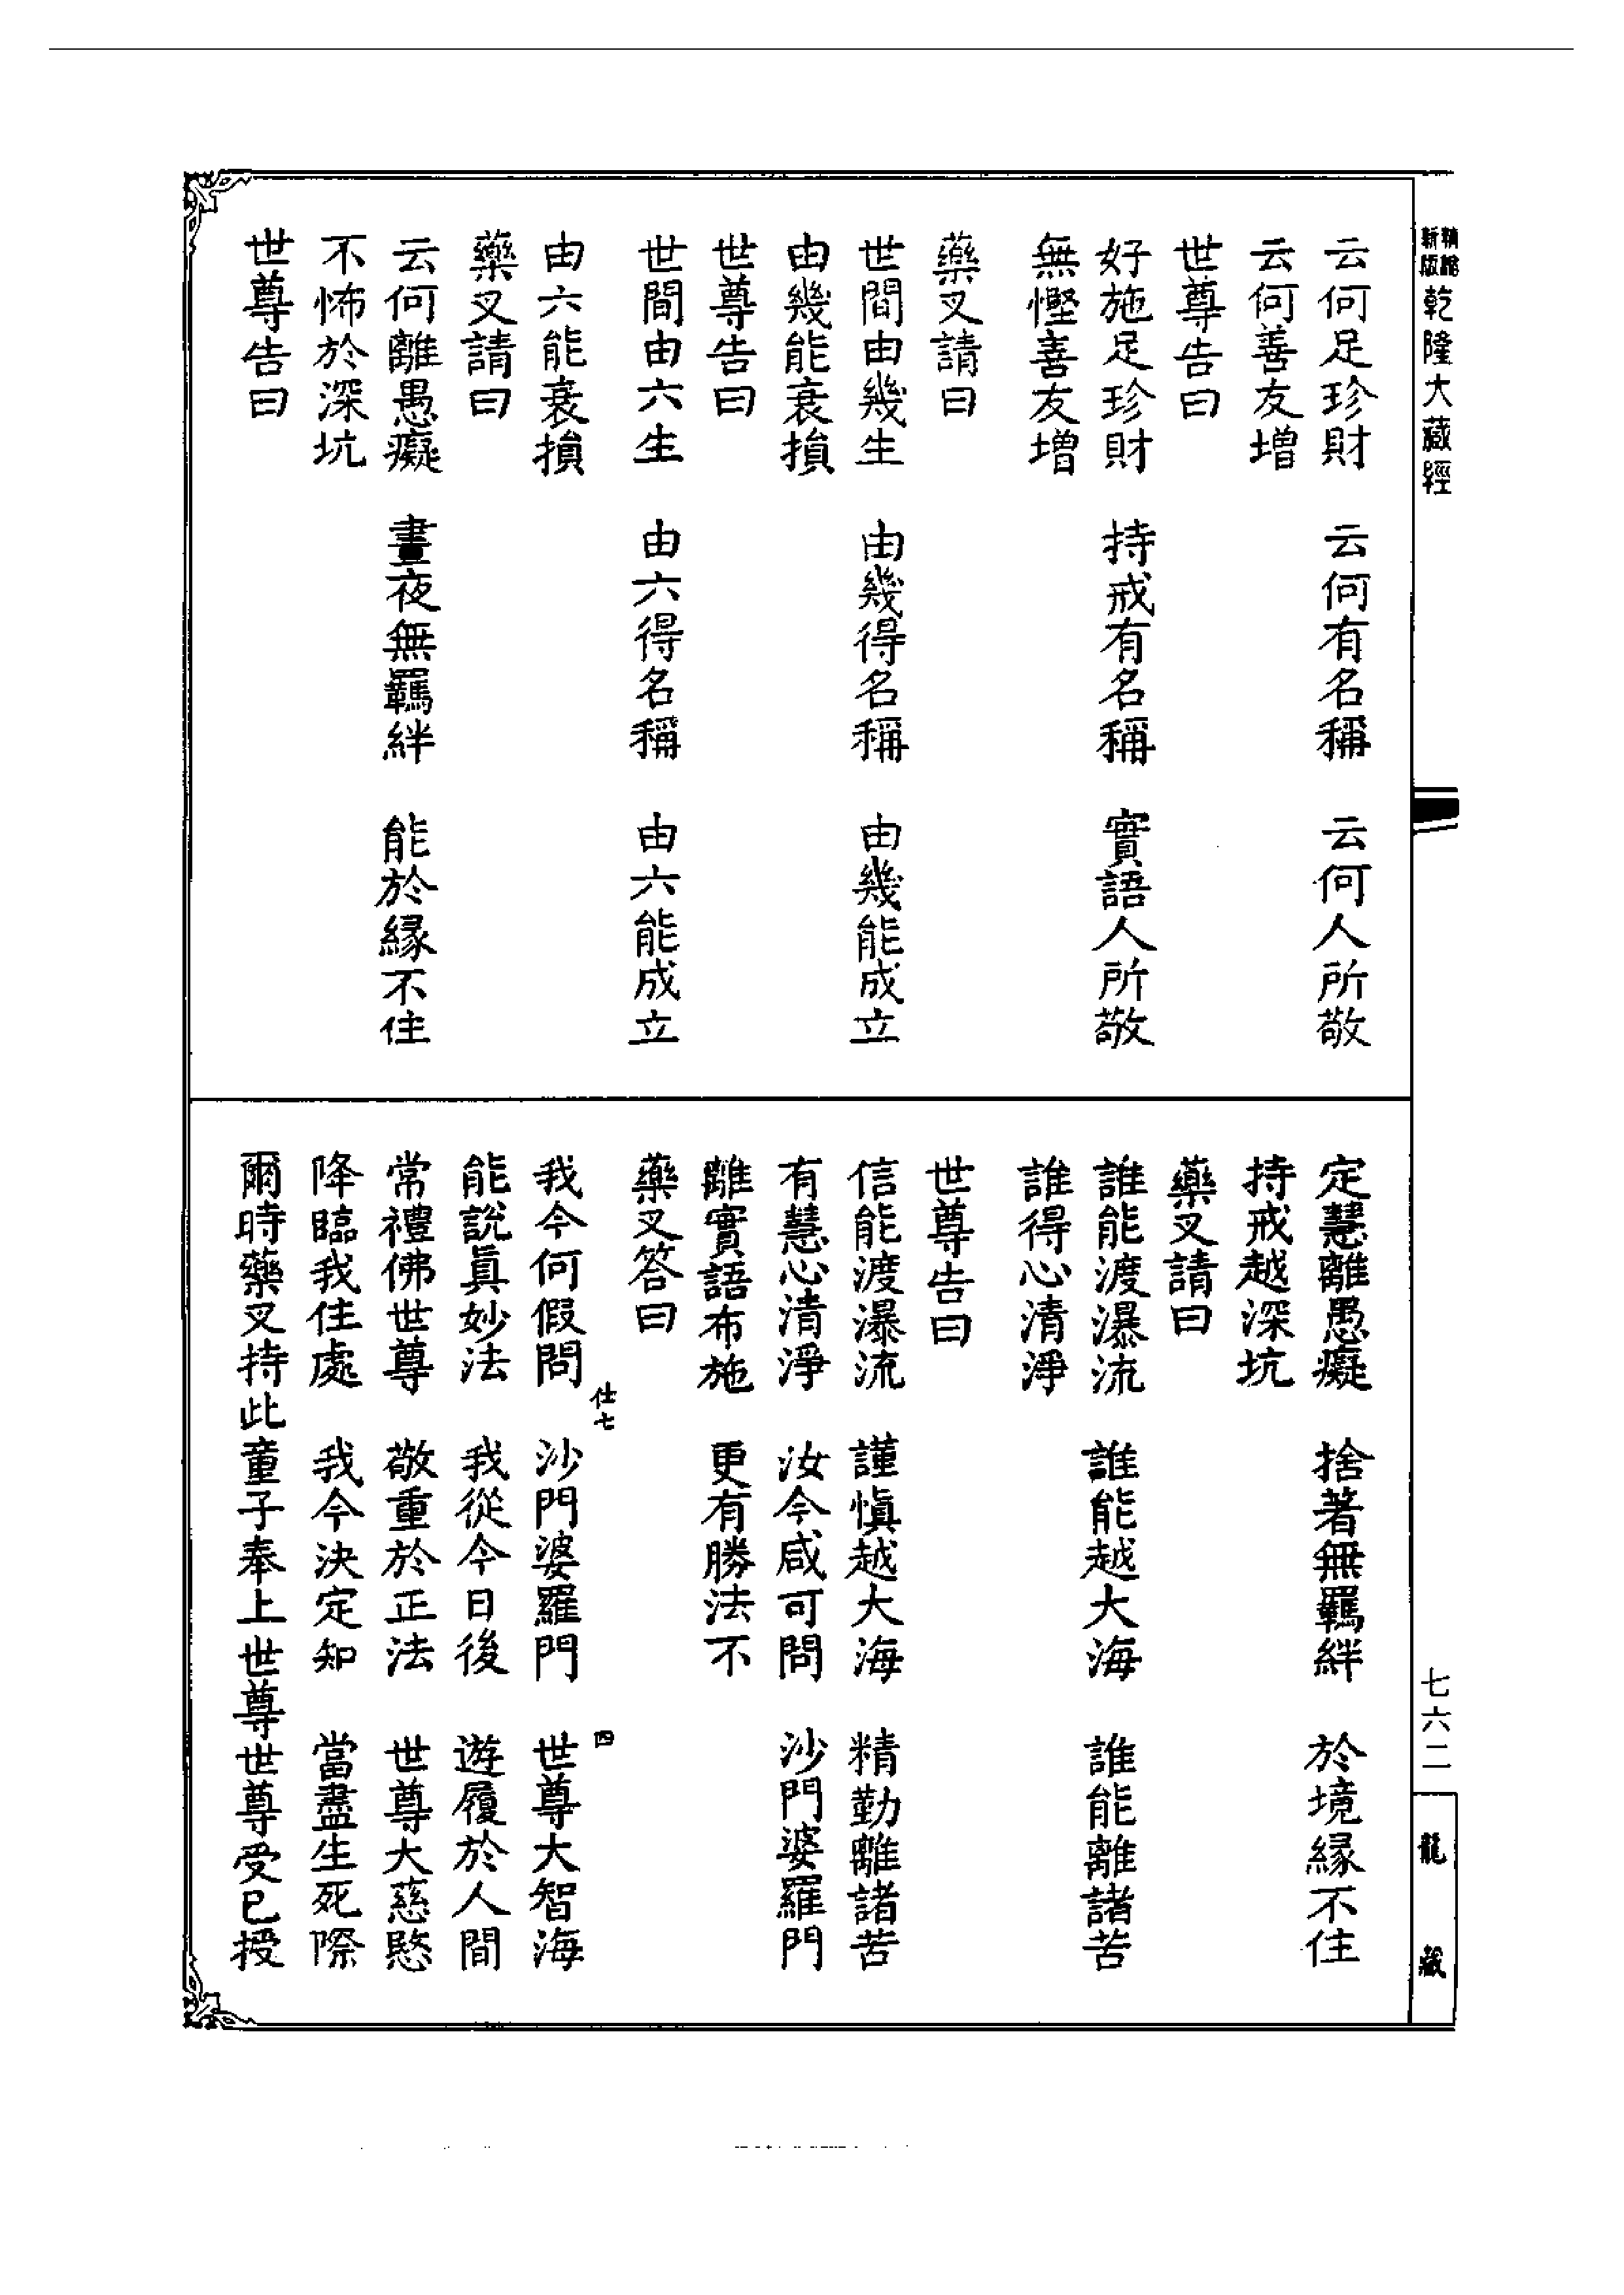 新版精縮乾隆大藏經
云何足珍財　云何有名稱　云何人所敬
云何善友增
世尊告曰
好施足珍財　持戒有名稱　實語人所敬
無慳善友增
藥叉請曰
世間由幾生　由幾得名稱　由幾能成立
由幾能衰損
世尊告曰
世間由六生　由六得名稱　由六能成立
由六能衰損
藥叉請曰
云何離愚癡　晝夜無羈絆　能於緣不住
不怖於深坑
世尊告曰
定慧離愚癡　捨著無羈絆　於境緣不住
持戒越深坑
藥叉請曰
誰能渡瀑流　誰能越大海　誰能離諸苦
誰得心清淨
世尊告曰
信能渡瀑流　謹慎越大海　精勤離諸苦
有慧心清淨　汝今咸可問　沙門婆羅門
離實語布施　更有勝法不
藥叉答曰
仕七　四
我今何假問　沙門婆羅門　世尊大智海
能說真妙法　我從今日後　遊履於人間
常禮佛世尊　敬重於正法　世尊大慈愍
降臨我住處　我今決定知　當盡生死際
爾時藥叉持此童子奉上世尊世尊受已授
七六二
龍藏